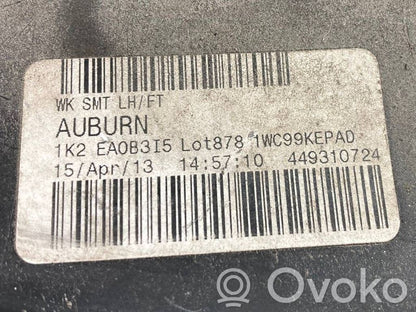 WK SMT LH/FT
AUBURN
1K2 EA0B3I5 Lot878 1WC99KEPAD
15/Apr/13 14:57:10 449310724
Ovoko